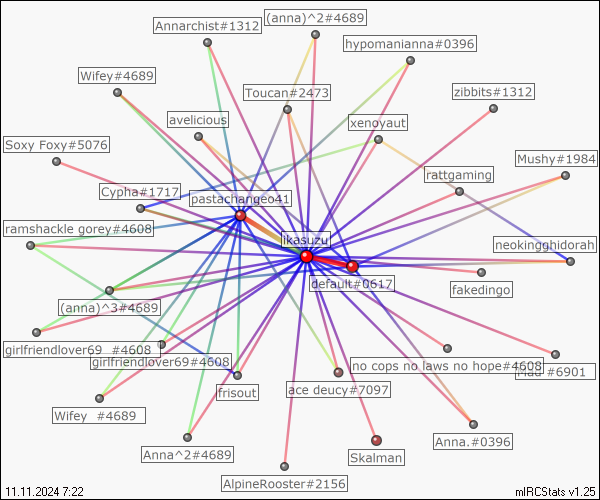 (anna)^2#4689
Annarchist#1312
hypomanianna#0396
Wifey#4689
Toucan#2473
zibbits#1312
avelicious
xenoyaut
Soxy Foxy#5076
Mushy#1984
rattgaming
Cypha#1717
pastachangeo41
ramshackle gorey#4608
ikasuzu
neokingghidorah
default#0617
fakedingo
(anna)^3#4689
girlfriendlover69 #4608
girlfriendlover69#4608
no cops no laws no hope#4608
#6901
frisout
ace deucy#7097
Wifey #4689
Anna.#0396
Anna^2#4689
Skalman
AlpineRooster#2156
11.11.2024 7:22
mIRCStats v1.25